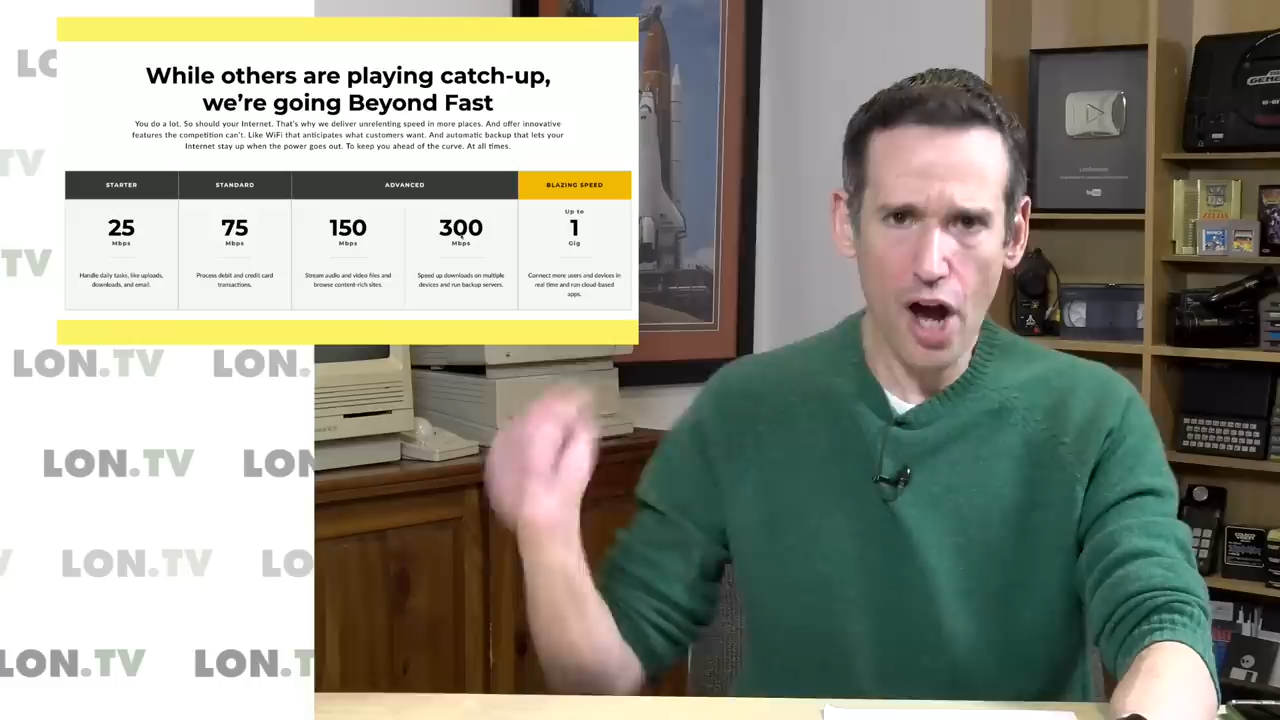 While others are playing catch-up,
we're going Beyond Fast
You do a lot. So should your Internet. That's why we deliver unrelenting speed in more places. And offer innovative
features the competition can't. Like WiFi that anticipates what customers want. And automatic backup that lets your
Internet stay up when the power goes out. To keep you ahead of the curve. At all times.
STARTER
STANDARD
ADVANCED
BLAZING SPEED
25
Mbps
Handle daily tasks, like uploads,
downloads, and email.
75
Mbps
Process debit and credit card
transactions.
150
Mbps
Stream audio and video files and
browse content-rich sites.
300
Mbps
Speed up downloads on multiple
devices and run backup servers.
Up to
1
Gig
Connect more users and devices in
real time and run cloud-based
apps.
LO
TV
TV
LON.TV LON.
LON.TV LON
LON.TV LO
LON.TV LON.T
GENESIS
YouTube